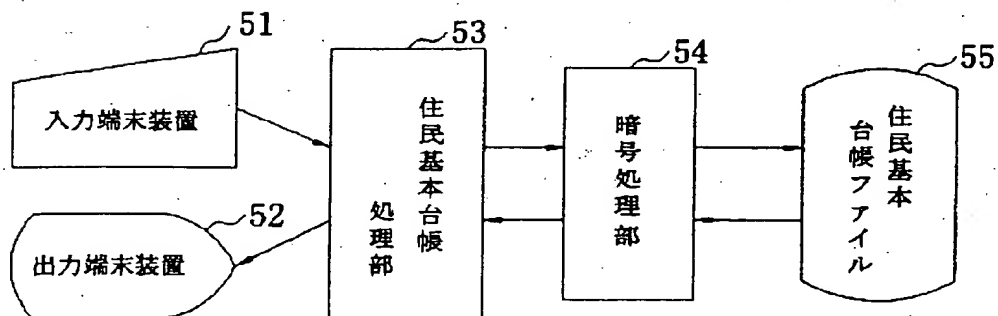 51
入力端末装置
52
出力端末装置
53
住民基本台帳
処理部
54
暗号処理部
55
住民基本
台帳ファイル